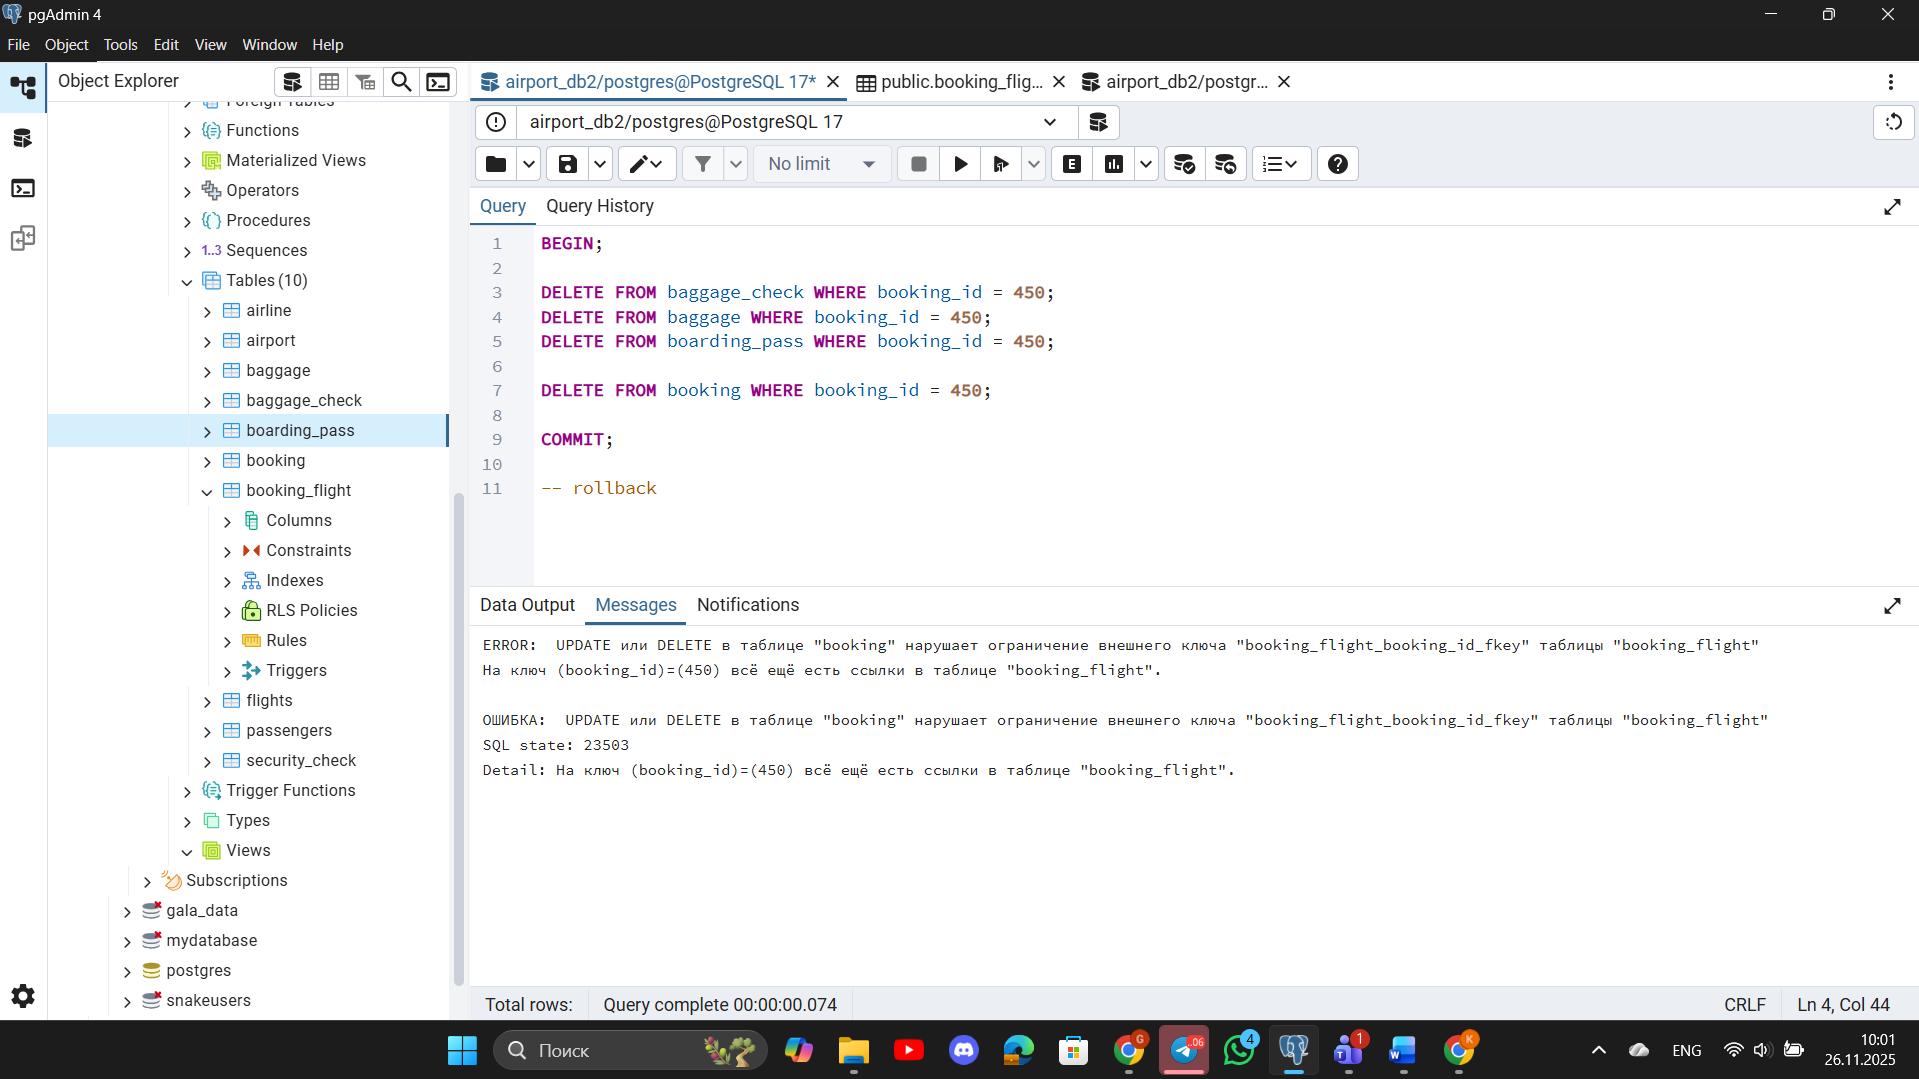 pgAdmin 4
File Object Tools Edit View Window Help
Object Explorer
airport_db2/postgres@PostgreSQL 17*
public.booking_flig...
airport_db2/postgr...
airport_db2/postgres@PostgreSQL 17
No limit
Query Query History
1 BEGIN;
2
3 DELETE FROM baggage_check WHERE booking_id = 450;
4 DELETE FROM baggage WHERE booking_id = 450;
5 DELETE FROM boarding_pass WHERE booking_id = 450;
6
7 DELETE FROM booking WHERE booking_id = 450;
8
9 COMMIT;
10
11 -- rollback
Foreign Tables
Functions
Materialized Views
Operators
Procedures
1..3 Sequences
Tables (10)
airline
airport
baggage
baggage_check
boarding_pass
booking
booking_flight
Columns
Constraints
Indexes
RLS Policies
Rules
Triggers
flights
passengers
security_check
Trigger Functions
Types
Views
Subscriptions
gala_data
mydatabase
postgres
snakeusers
Data Output Messages Notifications
ERROR:  UPDATE или DELETE в таблице "booking" нарушает ограничение внешнего ключа "booking_flight_booking_id_fkey" таблицы "booking_flight"
На ключ (booking_id)=(450) всё ещё есть ссылки в таблице "booking_flight".
ОШИБКА:  UPDATE или DELETE в таблице "booking" нарушает ограничение внешнего ключа "booking_flight_booking_id_fkey" таблицы "booking_flight"
SQL state: 23503
Detail: На ключ (booking_id)=(450) всё ещё есть ссылки в таблице "booking_flight".
Total rows:
Query complete 00:00:00.074
CRLF
Ln 4, Col 44
Поиск
G
.06
4
1
W
K
ENG
10:01
26.11.2025